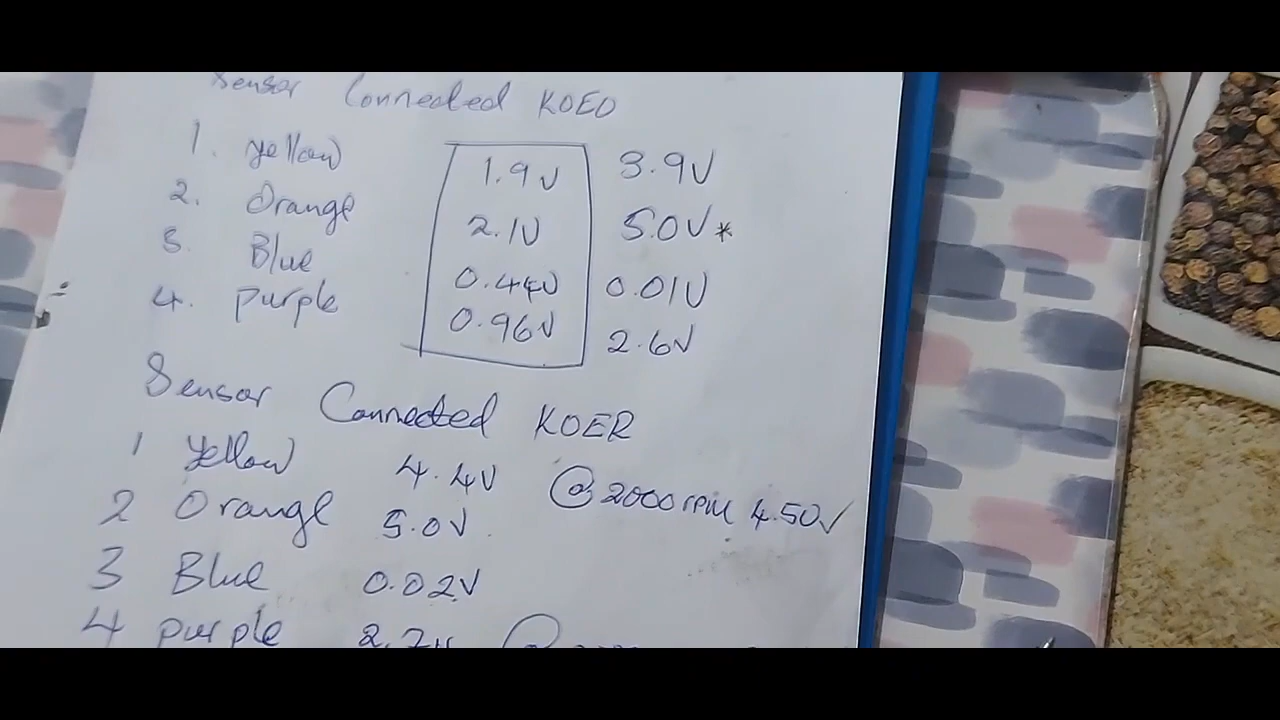 Sensor Connected KOEO
1. yellow 1.9V 3.9V
2. Orange 2.1V 5.0V*
3. Blue 0.44V 0.01V
4. purple 0.96V 2.6V
Sensor Connected KOER
1 yellow 4.4V @2000rpm 4.50V
2 Orange 5.0V
3 Blue 0.02V
4 purple 2.7V @